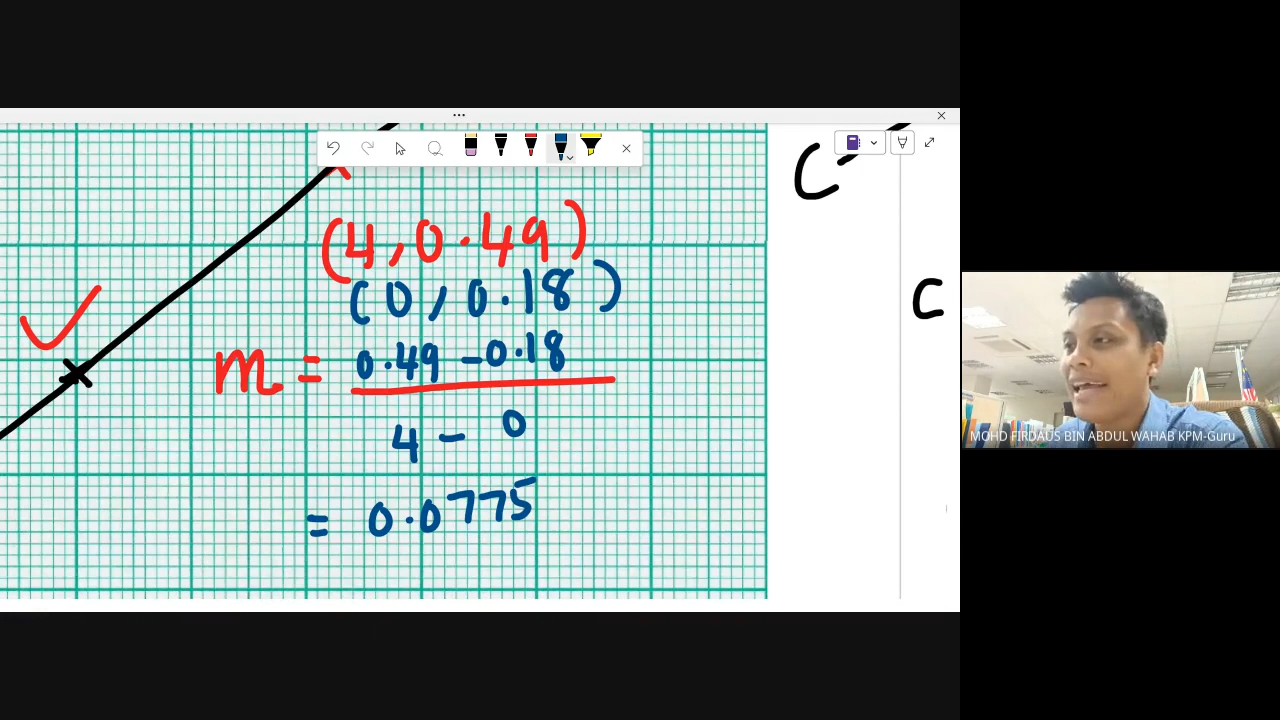 (4, 0.49)
(0, 0.18)
m = 0.49 - 0.18
4 - 0
= 0.0775
C
C
MOHD FIRDAUS BIN ABDUL WAHAB KPM-Guru